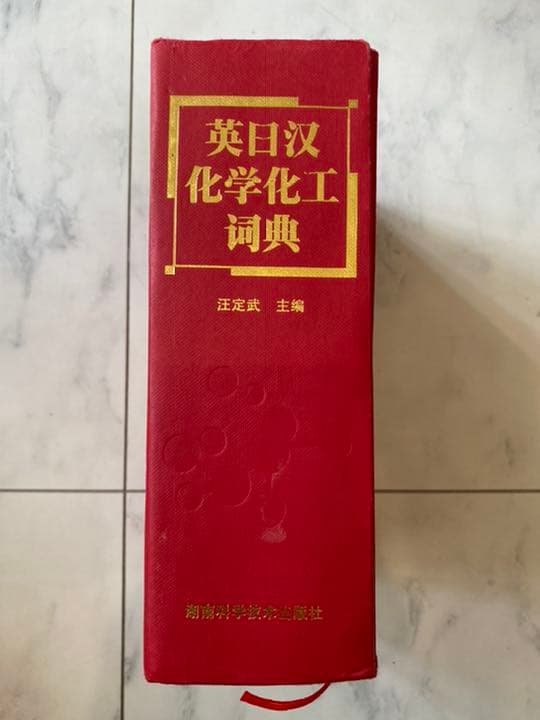 英日汉
化学化工
词典
汪定武 主编
湖南科学技术出版社